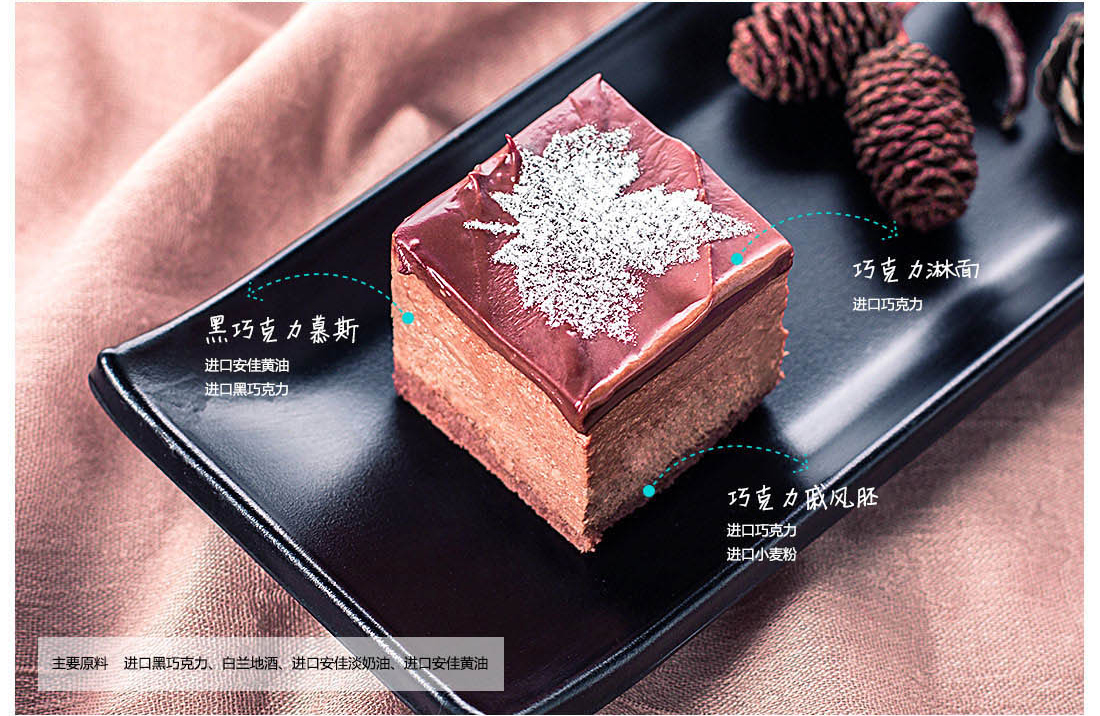 巧克力淋面
进口巧克力
黑巧克力慕斯
进口安佳黄油
进口黑巧克力
巧克力戚风胚
进口巧克力
进口小麦粉
主要原料 进口黑巧克力、白兰地酒、进口安佳淡奶油、进口安佳黄油